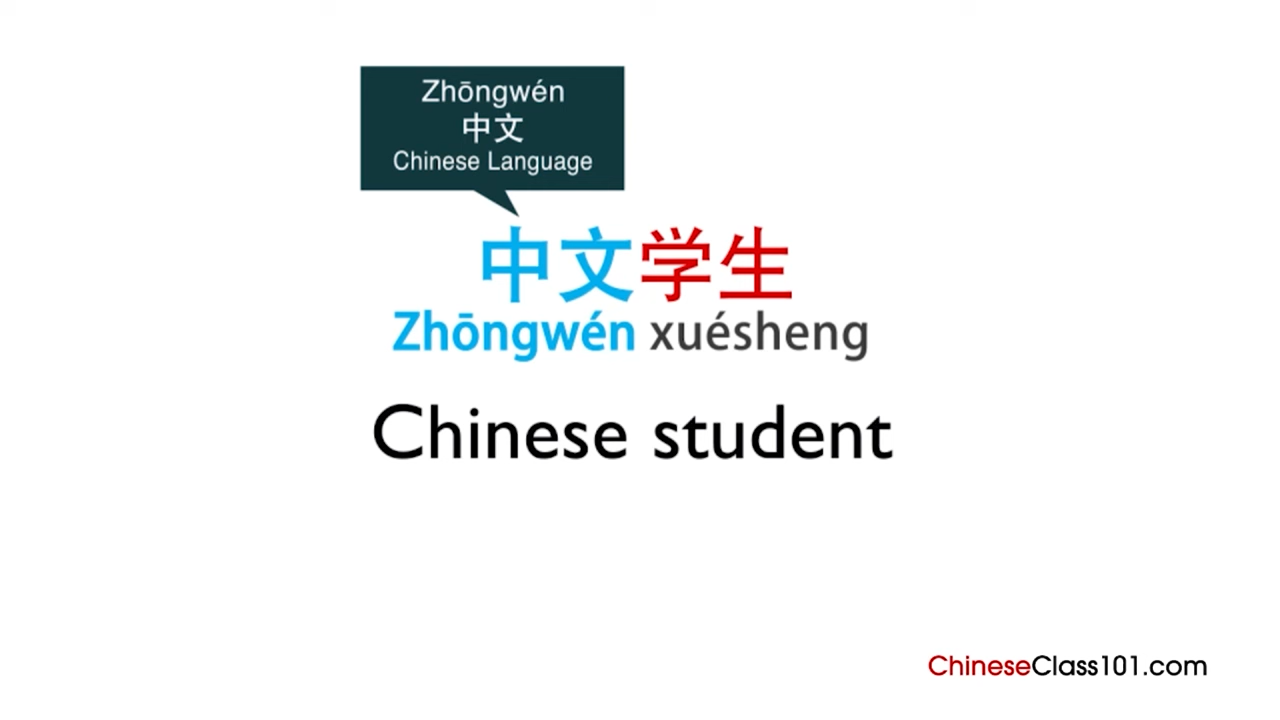 Zhōngwén
中文
Chinese Language
中文学生
Zhōngwén xuésheng
Chinese student
ChineseClass101.com